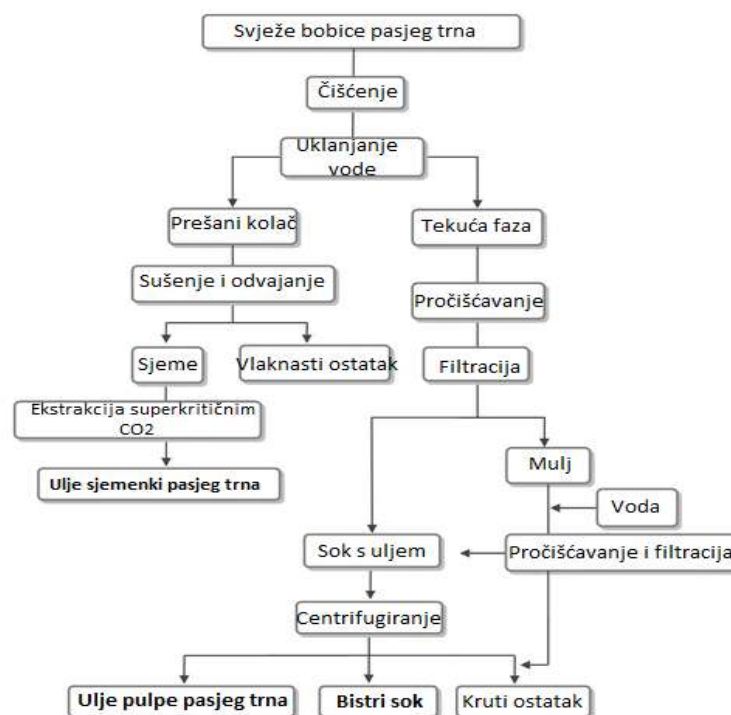 Svježe bobice pasjeg trna
Čišćenje
Uklanjanje
vode
Prešani kolač
Tekuća faza
Sušenje i odvajanje
Pročišćavanje
Sjeme
Vlaknasti ostatak
Filtracija
Ekstrakcija superkritičnim
CO2
Ulje sjemenki pasjeg trna
Mulj
Voda
Sok s uljem
Pročišćavanje i filtracija
Centrifugiranje
Ulje pulpe pasjeg trna
Bistri sok
Kruti ostatak